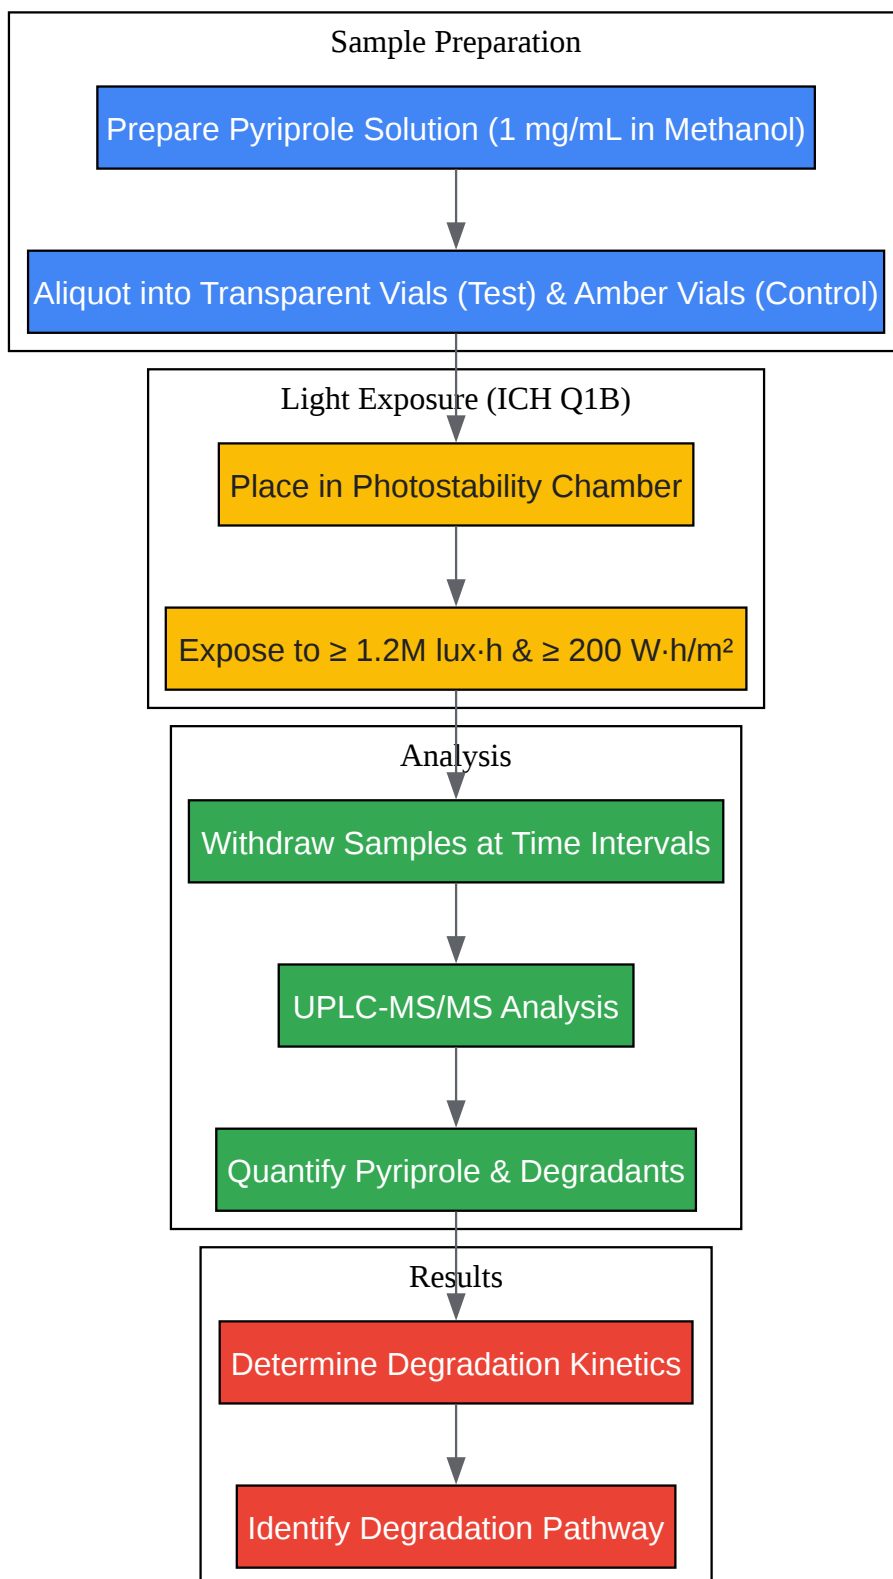 Sample Preparation
Prepare Pyriprole Solution (1 mg/mL in Methanol)
Aliquot into Transparent Vials (Test) & Amber Vials (Control)
Light Exposure (ICH Q1B)
Place in Photostability Chamber
Expose to ≥ 1.2M lux·h & ≥ 200 W·h/m²
Analysis
Withdraw Samples at Time Intervals
UPLC-MS/MS Analysis
Quantify Pyriprole & Degradants
Results
Determine Degradation Kinetics
Identify Degradation Pathway